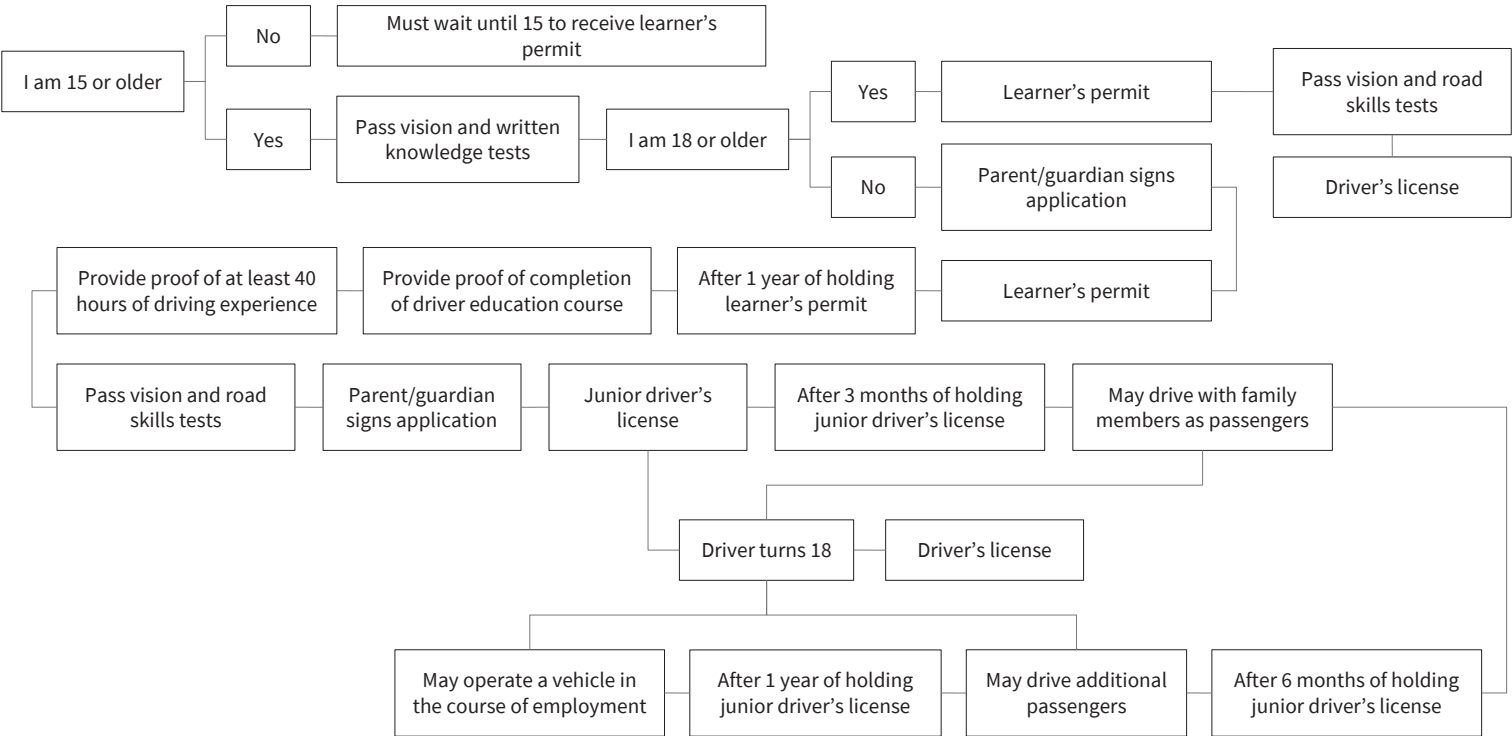 I am 15 or older
No
Must wait until 15 to receive learner's
permit
Yes
Pass vision and written
knowledge tests
I am 18 or older
Yes
Learner's permit
Pass vision and road
skills tests
Driver's license
No
Parent/guardian signs
application
Learner's permit
After 1 year of holding
learner's permit
Provide proof of completion
of driver education course
Provide proof of at least 40
hours of driving experience
Pass vision and road
skills tests
Parent/guardian
signs application
Junior driver's
license
After 3 months of holding
junior driver's license
May drive with family
members as passengers
Driver turns 18
Driver's license
After 6 months of holding
junior driver's license
May drive additional
passengers
After 1 year of holding
junior driver's license
May operate a vehicle in
the course of employment